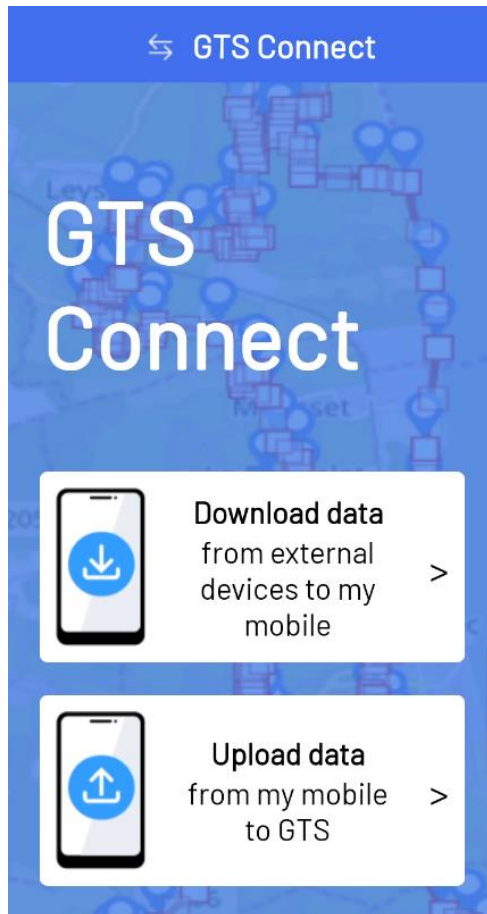 GTS Connect
Leys
GTS
Connect
Download data
from external
devices to my
mobile
>
Upload data
from my mobile
to GTS
>